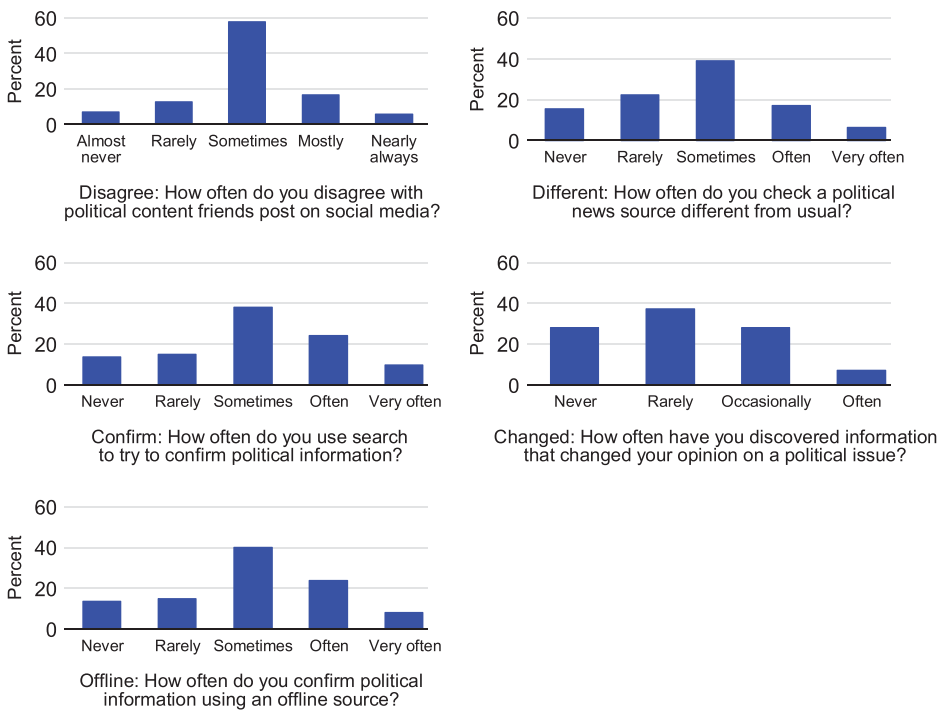 60
40
20
0
Percent
Almost never
Rarely
Sometimes
Mostly
Nearly always
Disagree: How often do you disagree with
political content friends post on social media?
60
40
20
0
Percent
Never
Rarely
Sometimes
Often
Very often
Different: How often do you check a political
news source different from usual?
60
40
20
0
Percent
Never
Rarely
Sometimes
Often
Very often
Confirm: How often do you use search
to try to confirm political information?
60
40
20
0
Percent
Never
Rarely
Occasionally
Often
Changed: How often have you discovered information
that changed your opinion on a political issue?
60
40
20
0
Percent
Never
Rarely
Sometimes
Often
Very often
Offline: How often do you confirm political
information using an offline source?